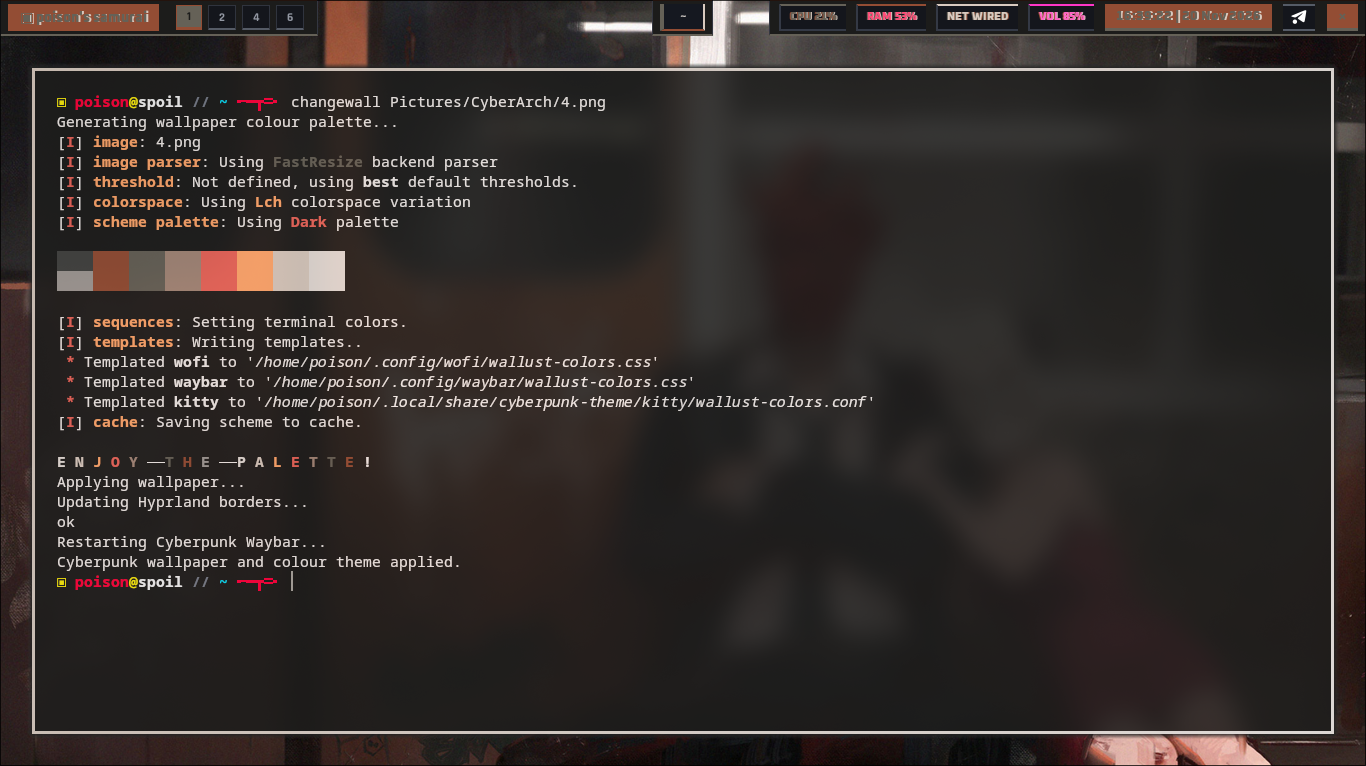 poison's samurai
1 2 4 6
~
CPU 21% RAM 53% NET WIRED VOL 85%
poison@spoil // ~ changewall Pictures/CyberArch/4.png
Generating wallpaper colour palette...
[I] image: 4.png
[I] image parser: Using FastResize backend parser
[I] threshold: Not defined, using best default thresholds.
[I] colorspace: Using Lch colorspace variation
[I] scheme palette: Using Dark palette
[I] sequences: Setting terminal colors.
[I] templates: Writing templates..
* Templated wofi to '/home/poison/.config/wofi/wallust-colors.css'
* Templated waybar to '/home/poison/.config/waybar/wallust-colors.css'
* Templated kitty to '/home/poison/.local/share/cyberpunk-theme/kitty/wallust-colors.conf'
[I] cache: Saving scheme to cache.
E N J O Y ──T H E ──P A L E T T E !
Applying wallpaper...
Updating Hyprland borders...
ok
Restarting Cyberpunk Waybar...
Cyberpunk wallpaper and colour theme applied.
poison@spoil // ~